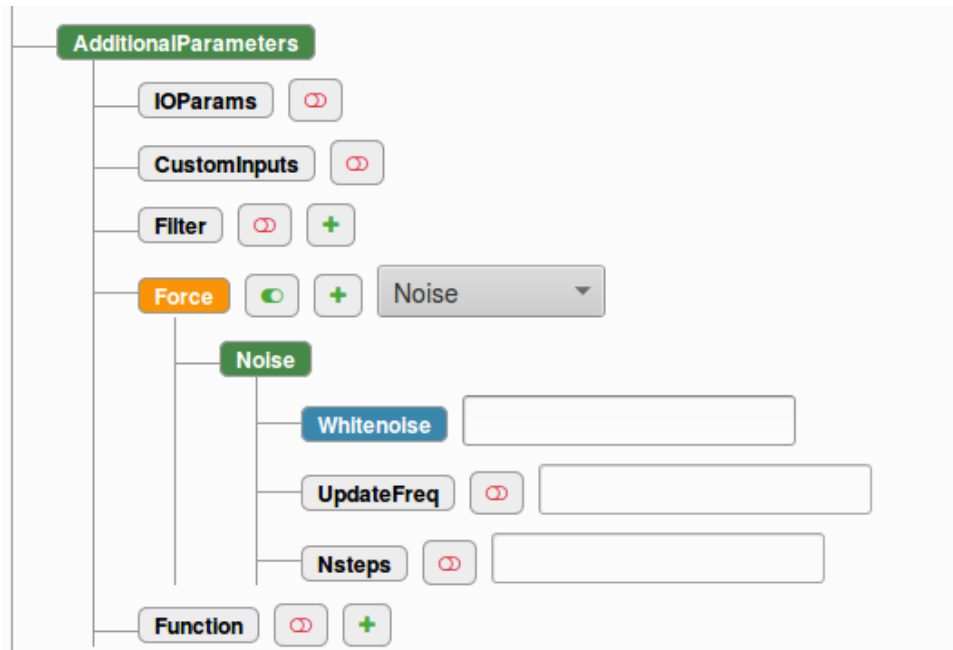 AdditionalParameters
IOParams
CustomInputs
Filter
Force Noise
Noise
Whitenoise
UpdateFreq
Nsteps
Function